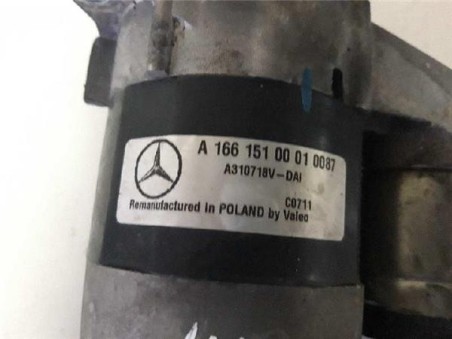 A 166 151 00 01 0087
A310718V-DAI
C0711
Remanufactured in POLAND by Valeo